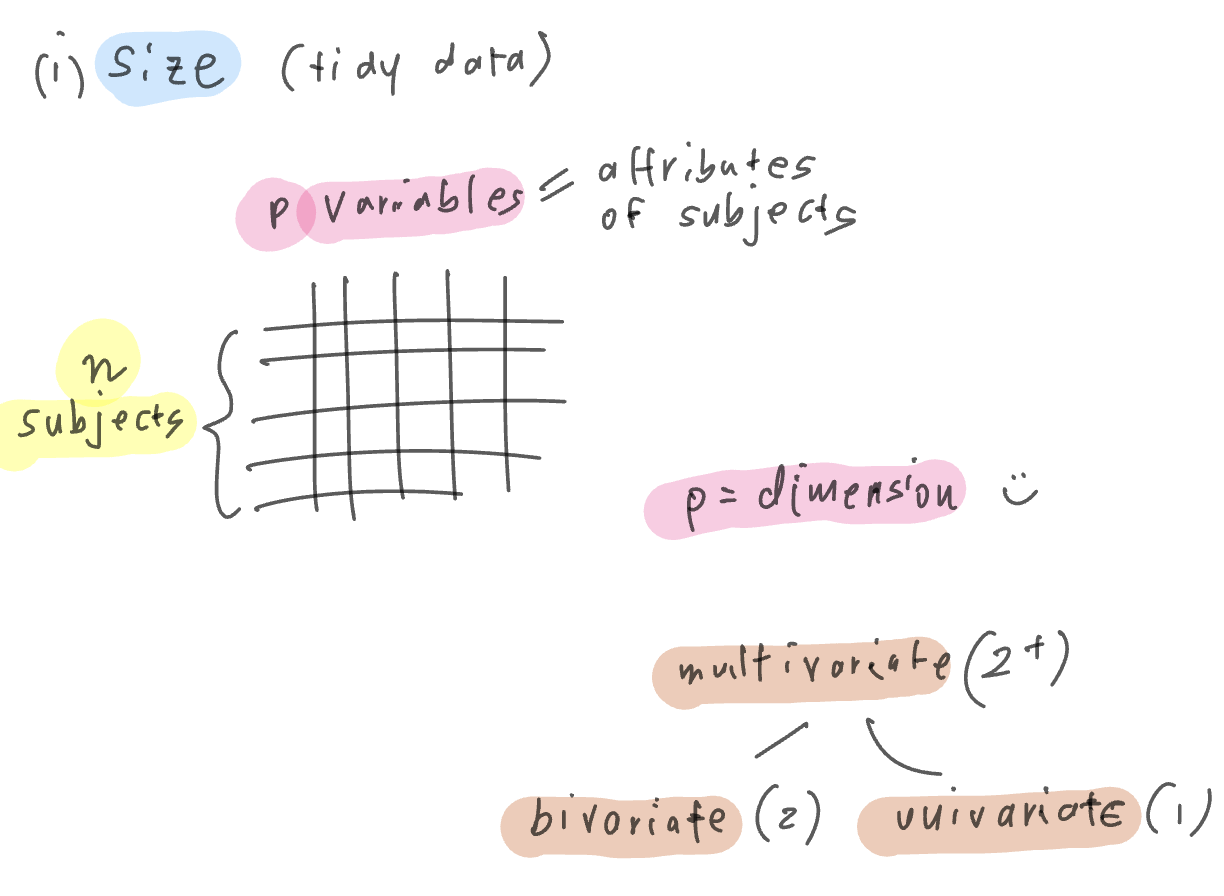 (i) size (tidy data)
p variables = attributes
of subjects
n
subjects
p = dimension
multivariate (2+)
bivariate (2) univariate (1)